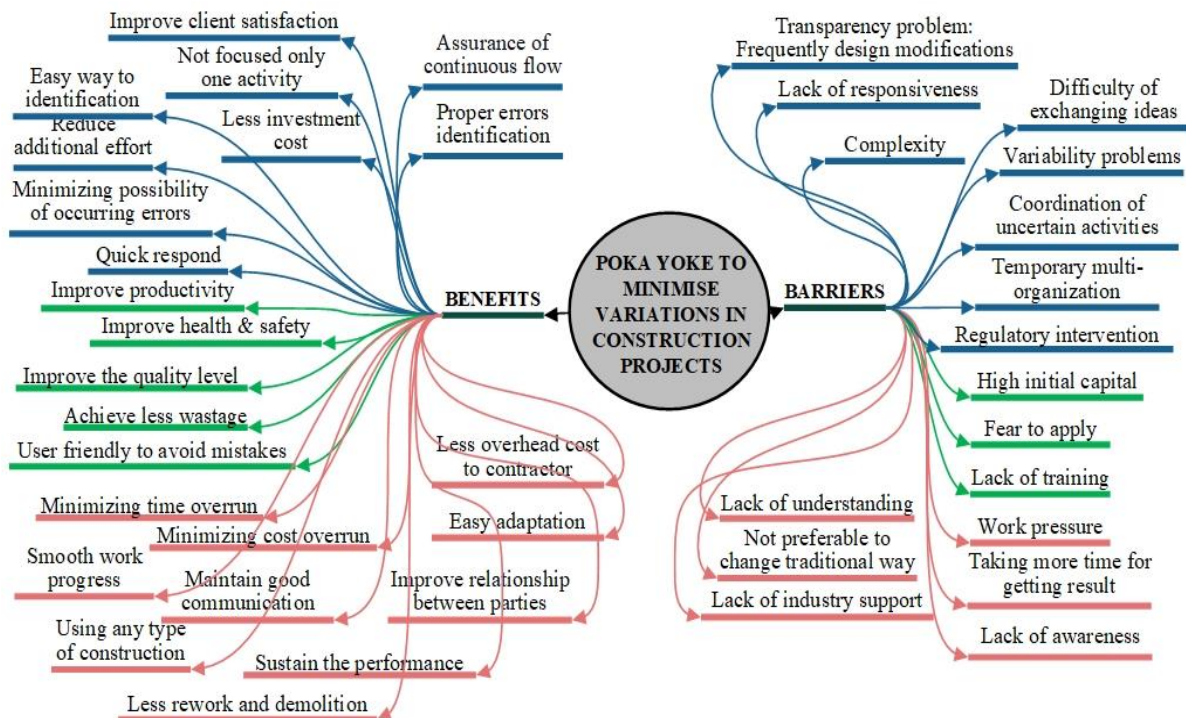 Improve client satisfaction
Not focused only
one activity
Easy way to
identification
Reduce
additional effort
Less investment
cost
Assurance of
continuous flow
Proper errors
identification
Minimizing possibility
of occurring errors
Quick respond
Improve productivity
Improve health & safety
Improve the quality level
Achieve less wastage
User friendly to avoid mistakes
Minimizing time overrun
Minimizing cost overrun
Smooth work
progress
Maintain good
communication
Using any type
of construction
Less rework and demolition
Sustain the performance
Improve relationship
between parties
Easy adaptation
Less overhead cost
to contractor
BENEFITS
POKA YOKE TO
MINIMISE
VARIATIONS IN
CONSTRUCTION
PROJECTS
BARRIERS
Transparency problem:
Frequently design modifications
Lack of responsiveness
Complexity
Difficulty of
exchanging ideas
Variability problems
Coordination of
uncertain activities
Temporary multi-
organization
Regulatory intervention
High initial capital
Fear to apply
Lack of training
Work pressure
Taking more time for
getting result
Lack of awareness
Lack of understanding
Not preferable to
change traditional way
Lack of industry support